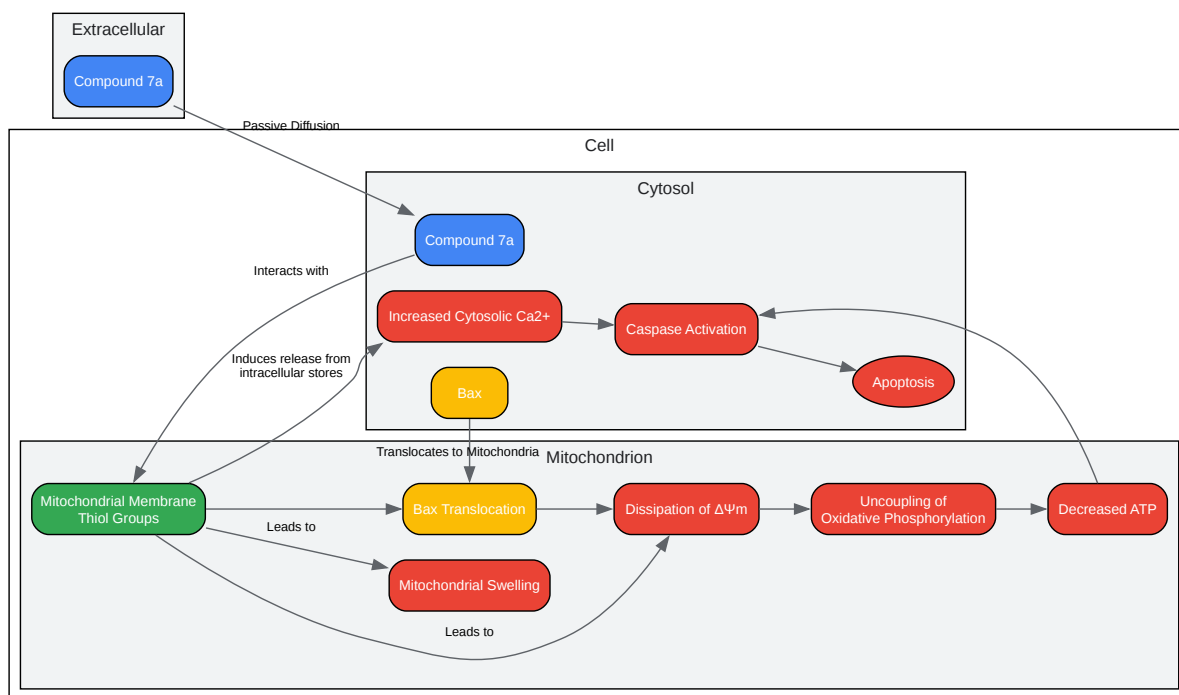 Extracellular
Compound 7a
Passive Diffusion
Cell
Cytosol
Compound 7a
Interacts with
Increased Cytosolic Ca2+
Caspase Activation
Induces release from
intracellular stores
Apoptosis
Bax
Translocates to Mitochondria
Mitochondrion
Mitochondrial Membrane
Thiol Groups
Bax Translocation
Dissipation of ΔΨm
Uncoupling of
Oxidative Phosphorylation
Decreased ATP
Leads to
Mitochondrial Swelling
Leads to